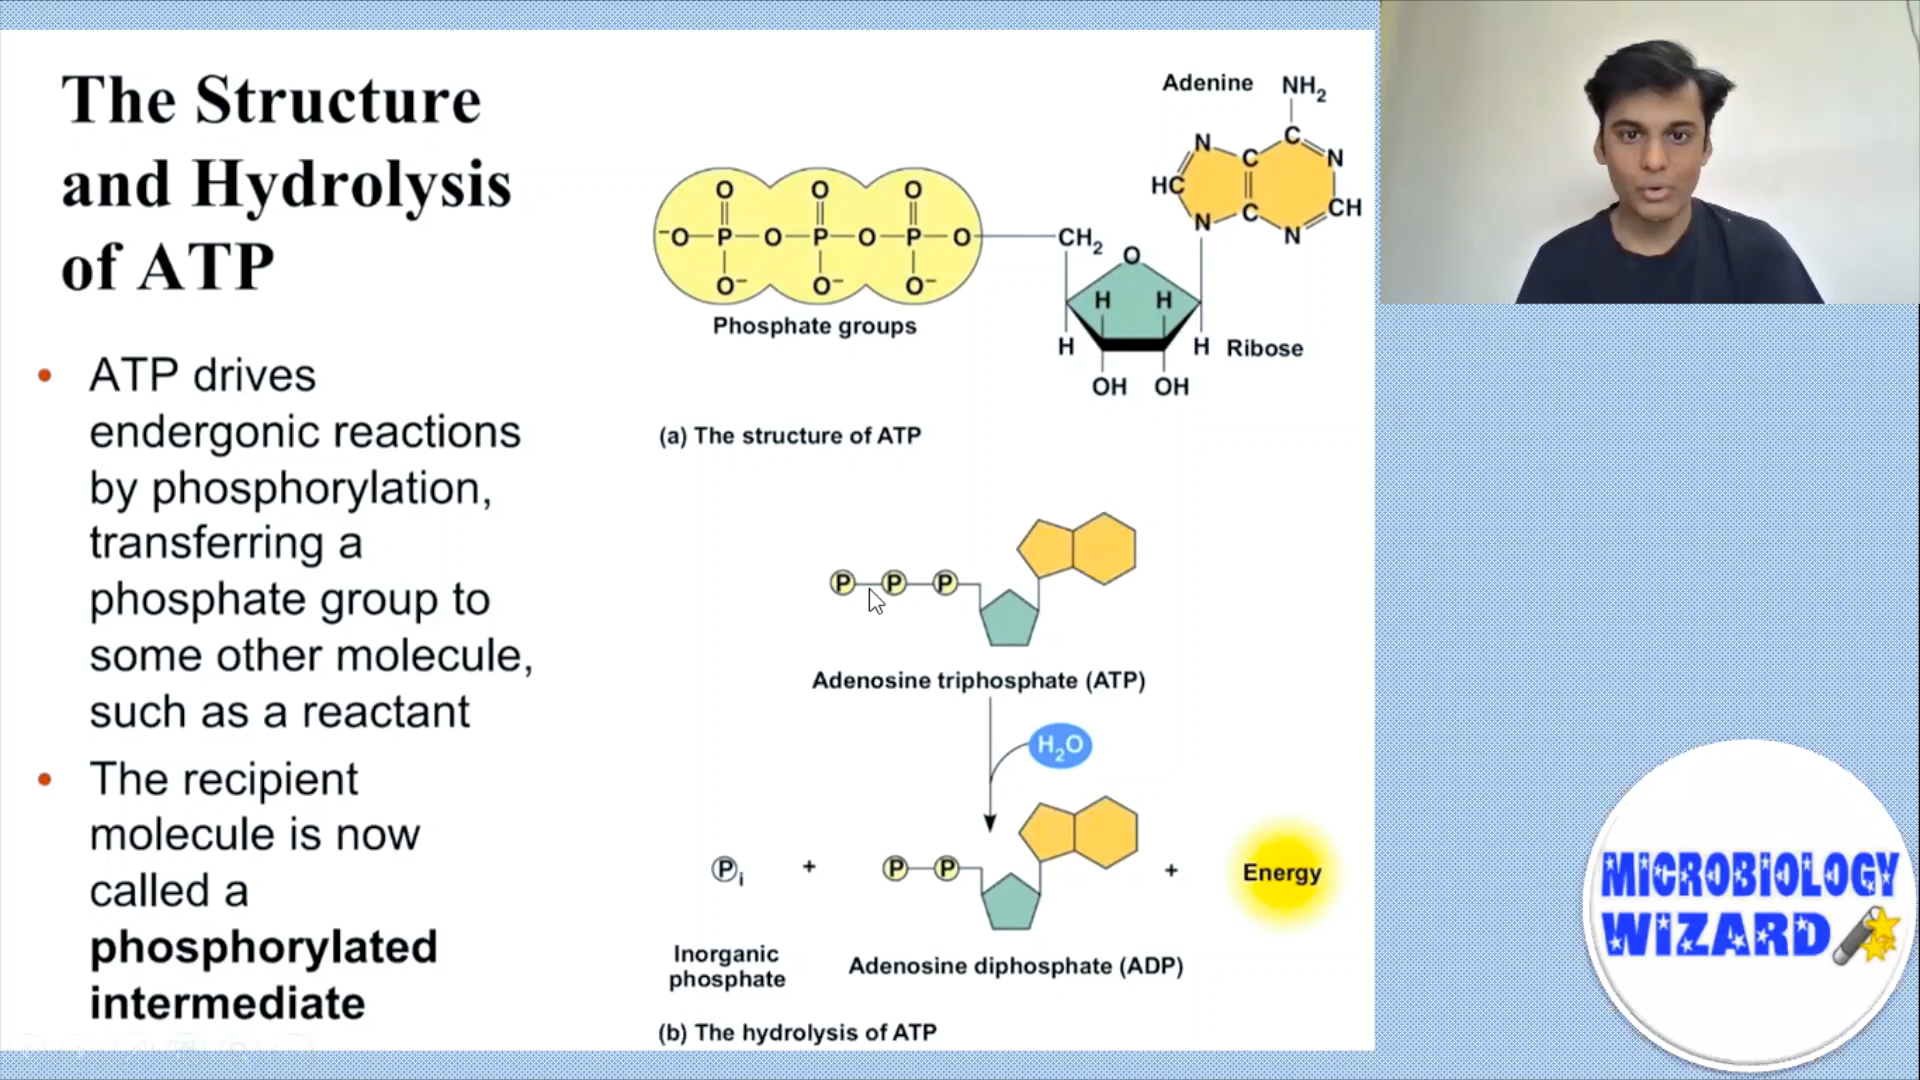 The Structure
and Hydrolysis
of ATP
• ATP drives
endergonic reactions
by phosphorylation,
transferring a
phosphate group to
some other molecule,
such as a reactant
• The recipient
molecule is now
called a
phosphorylated
intermediate
Adenine NH₂
N C N
C
HC
C CH
N N
O O O
⁻O—P—O—P—O—P—O CH₂
O⁻ O⁻ O⁻
O
H H
Phosphate groups
H H Ribose
OH OH
(a) The structure of ATP
P P P
Adenosine triphosphate (ATP)
H₂O
Pᵢ + P P + Energy
Inorganic
phosphate
Adenosine diphosphate (ADP)
(b) The hydrolysis of ATP
MICROBIOLOGY
WIZARD